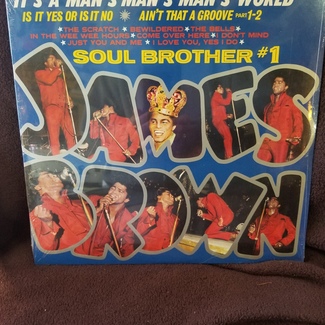 IT'S A MAN'S MAN'S MAN'S WORLD
IS IT YES OR IS IT NO ✹ AIN'T THAT A GROOVE PART 1-2
★THE SCRATCH ★BEWILDERED ★THE BELLS
IN THE WEE WEE HOURS ★COME OVER HERE ★I DON'T MIND
★JUST YOU AND ME ★I LOVE YOU, YES I DO★
SOUL BROTHER #1
JAMES
BROWN